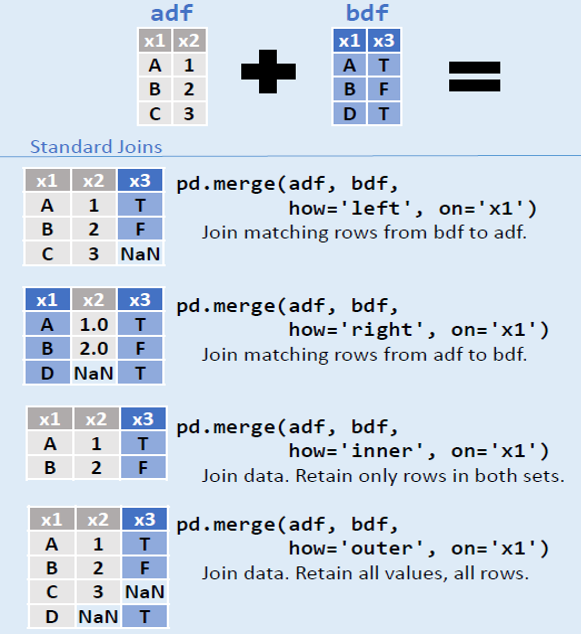 adf bdf
x1 x2 x1 x3
A 1 A T
B 2 B F
C 3 D T
Standard Joins
x1 x2 x3
A 1 T
B 2 F
C 3 NaN
pd.merge(adf, bdf,
how='left', on='x1')
Join matching rows from bdf to adf.
x1 x2 x3
A 1.0 T
B 2.0 F
D NaN T
pd.merge(adf, bdf,
how='right', on='x1')
Join matching rows from adf to bdf.
x1 x2 x3
A 1 T
B 2 F
pd.merge(adf, bdf,
how='inner', on='x1')
Join data. Retain only rows in both sets.
x1 x2 x3
A 1 T
B 2 F
C 3 NaN
D NaN T
pd.merge(adf, bdf,
how='outer', on='x1')
Join data. Retain all values, all rows.